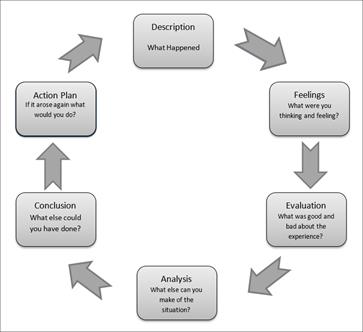 Description
What Happened
Feelings
What were you
thinking and feeling?
Evaluation
What was good and
bad about the
experience?
Analysis
What else can you
make of the
situation?
Conclusion
What else could
you have done?
Action Plan
If it arose again what
would you do?